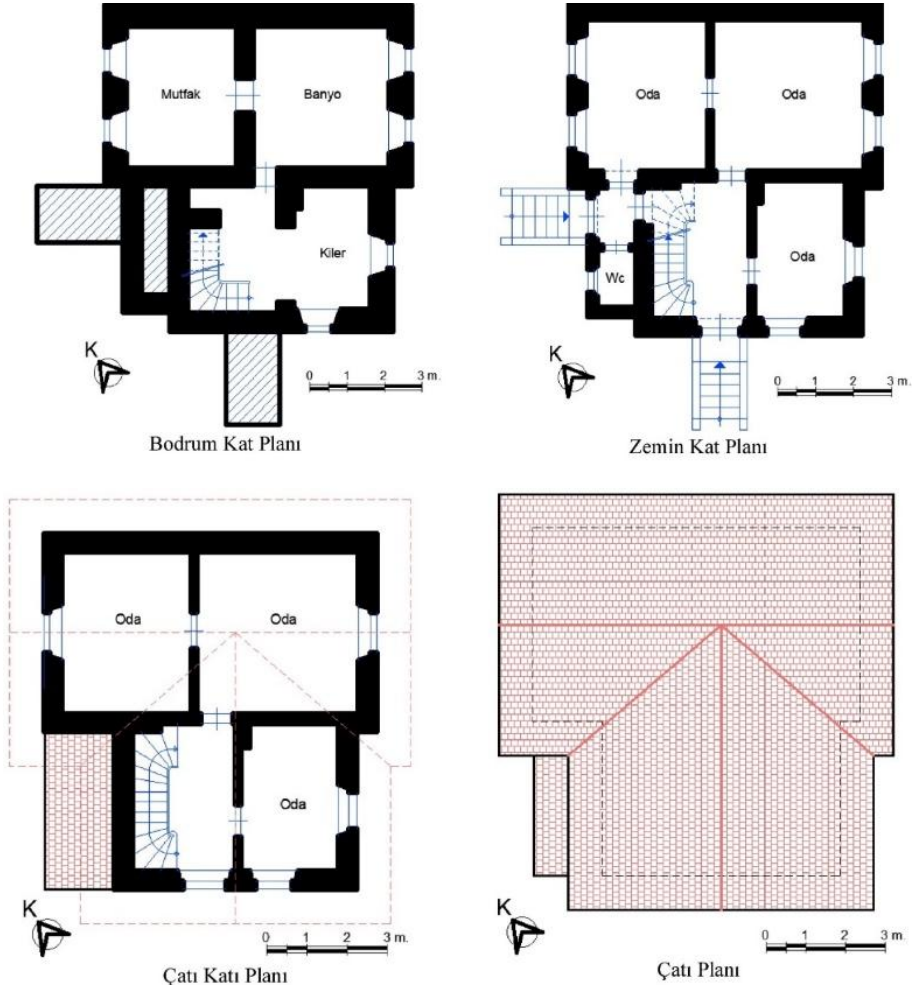 Mutfak
Banyo
Kiler
K
0 1 2 3 m.
Bodrum Kat Planı
Oda
Oda
Wc
Oda
K
0 1 2 3 m.
Zemin Kat Planı
Oda
Oda
Oda
K
0 1 2 3 m.
Çatı Katı Planı
K
0 1 2 3 m.
Çatı Planı